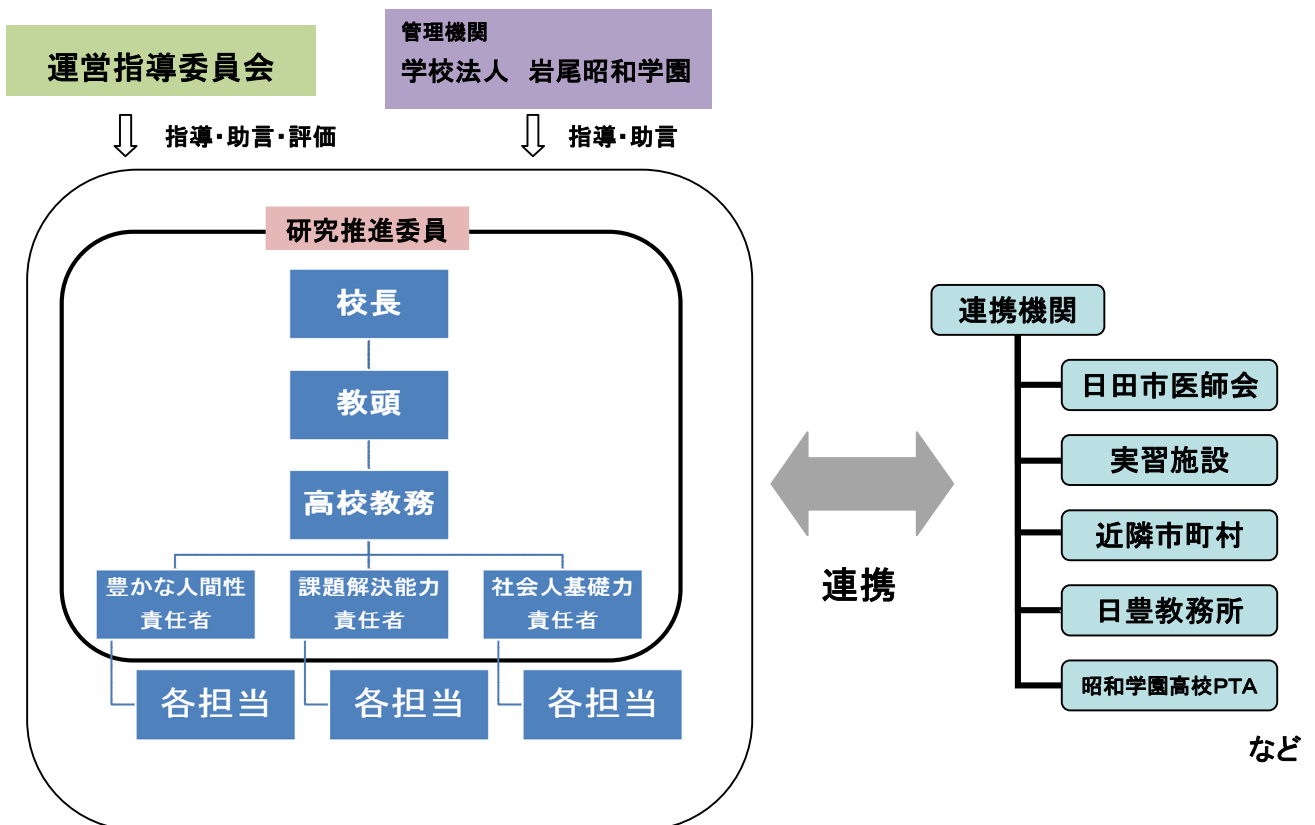 運営指導委員会
管理機関
学校法人　岩尾昭和学園
指導・助言・評価
指導・助言
研究推進委員
校長
教頭
高校教務
豊かな人間性
責任者
課題解決能力
責任者
社会人基礎力
責任者
各担当
各担当
各担当
連携
連携機関
日田市医師会
実習施設
近隣市町村
日豊教務所
昭和学園高校PTA
など